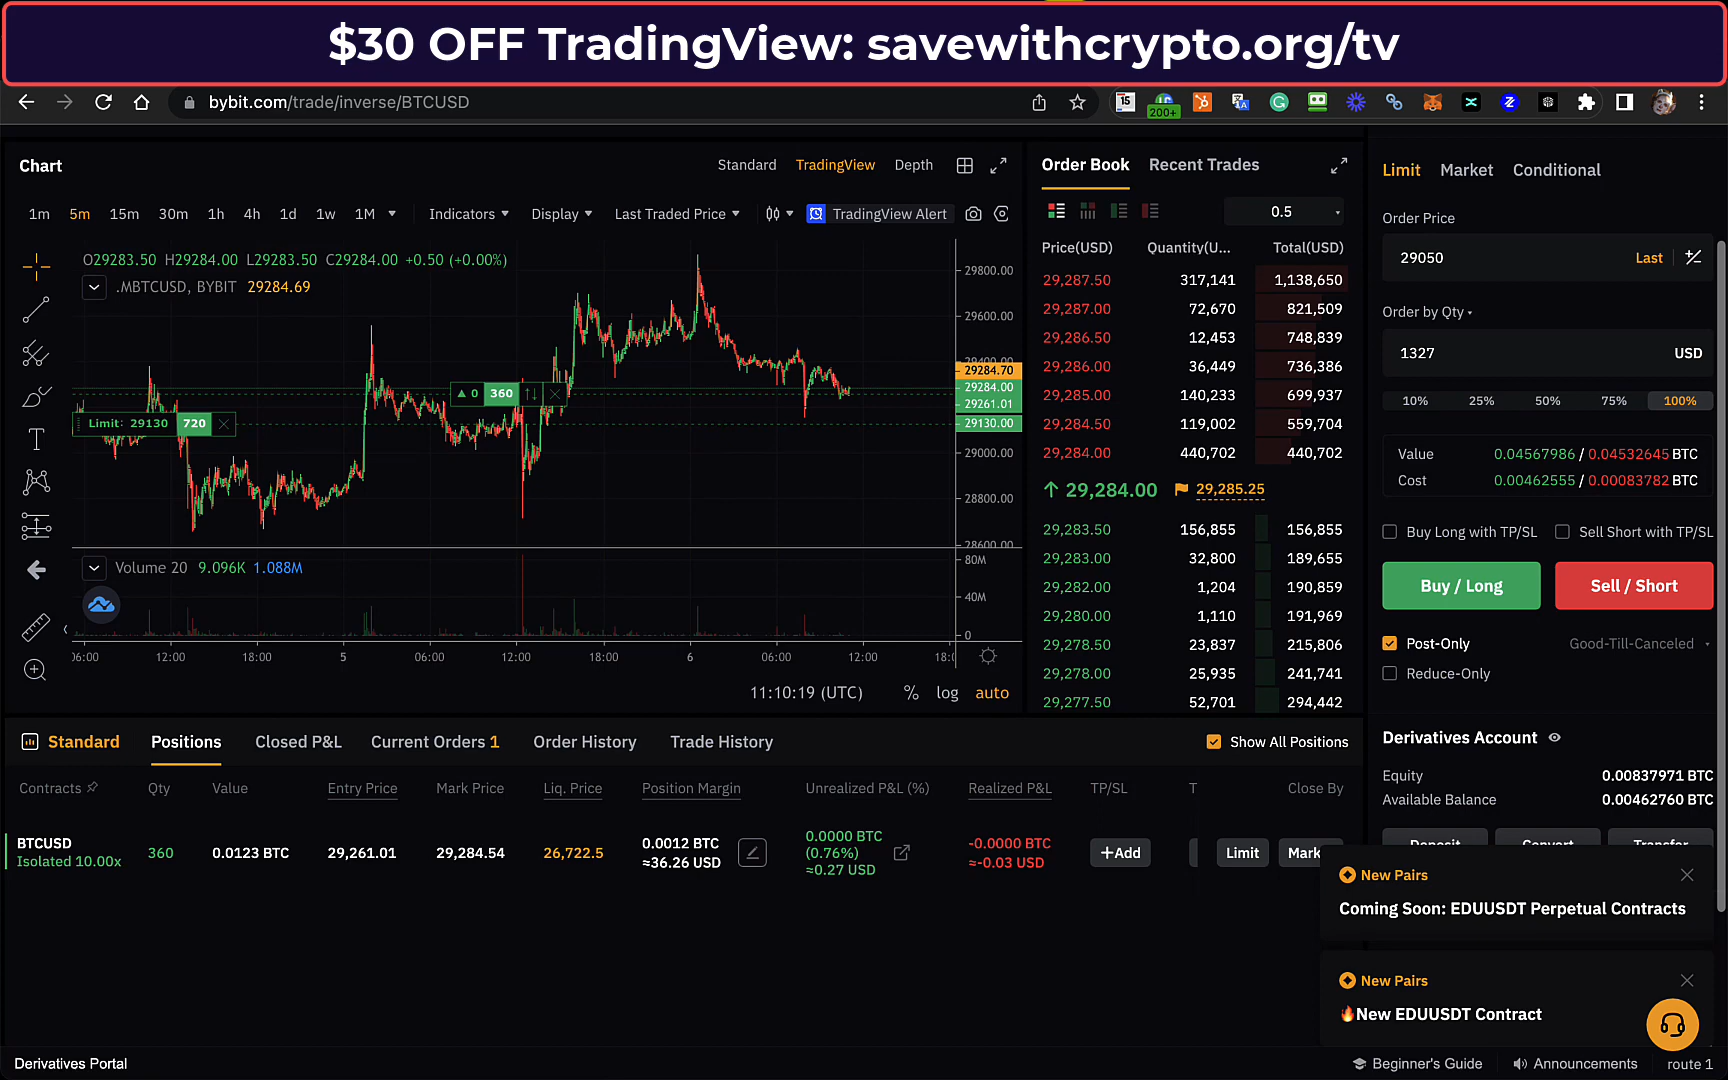 $30 OFF TradingView: savewithcrypto.org/tv
bybit.com/trade/inverse/BTCUSD
15
200+
Chart
Standard TradingView Depth
1m 5m 15m 30m 1h 4h 1d 1w 1M Indicators Display Last Traded Price TradingView Alert
O29283.50 H29284.00 L29283.50 C29284.00 +0.50 (+0.00%)
.MBTCUSD, BYBIT 29284.69
29800.00
29600.00
29400.00
29284.70
29284.00
29261.01
29130.00
29000.00
28800.00
28600.00
0 360
Limit: 29130 720
Volume 20 9.096K 1.088M
80M
40M
0
06:00 12:00 18:00 5 06:00 12:00 18:00 6 06:00 12:00 18:0
11:10:19 (UTC) % log auto
Order Book Recent Trades
0.5
Price(USD) Quantity(U... Total(USD)
29,287.50 317,141 1,138,650
29,287.00 72,670 821,509
29,286.50 12,453 748,839
29,286.00 36,449 736,386
29,285.00 140,233 699,937
29,284.50 119,002 559,704
29,284.00 440,702 440,702
29,284.00 29,285.25
29,283.50 156,855 156,855
29,283.00 32,800 189,655
29,282.00 1,204 190,859
29,280.00 1,110 191,969
29,278.50 23,837 215,806
29,278.00 25,935 241,741
29,277.50 52,701 294,442
Limit Market Conditional
Order Price
29050 Last
Order by Qty
1327 USD
10% 25% 50% 75% 100%
Value 0.04567986 / 0.04532645 BTC
Cost 0.00462555 / 0.00083782 BTC
Buy Long with TP/SL Sell Short with TP/SL
Buy / Long Sell / Short
Post-Only Good-Till-Canceled
Reduce-Only
Derivatives Account
Equity 0.00837971 BTC
Available Balance 0.00462760 BTC
Deposit Convert Transfer
Standard Positions Closed P&L Current Orders 1 Order History Trade History Show All Positions
Contracts Qty Value Entry Price Mark Price Liq. Price Position Margin Unrealized P&L (%) Realized P&L TP/SL T Close By
BTCUSD
Isolated 10.00x
360 0.0123 BTC 29,261.01 29,284.54 26,722.5
0.0012 BTC
≈36.26 USD
0.0000 BTC
(0.76%)
≈0.27 USD
-0.0000 BTC
≈-0.03 USD
+Add Limit Mark
New Pairs
Coming Soon: EDUUSDT Perpetual Contracts
New Pairs
🔥New EDUUSDT Contract
Derivatives Portal Beginner's Guide Announcements route 1